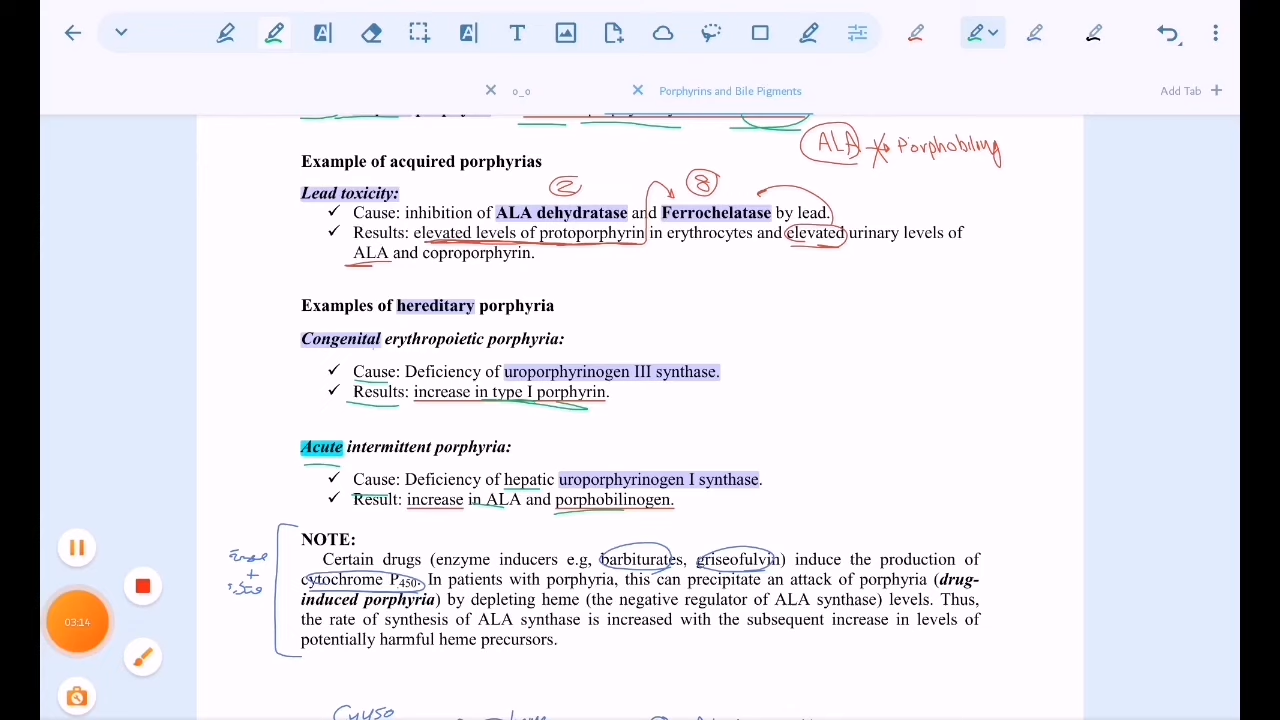 o_o
Porphyrins and Bile Pigments
Add Tab
ALA Porphobilinog
Example of acquired porphyrias
Lead toxicity:
2 8
✓ Cause: inhibition of ALA dehydratase and Ferrochelatase by lead.
✓ Results: elevated levels of protoporphyrin in erythrocytes and elevated urinary levels of
ALA and coproporphyrin.
Examples of hereditary porphyria
Congenital erythropoietic porphyria:
✓ Cause: Deficiency of uroporphyrinogen III synthase.
✓ Results: increase in type I porphyrin.
Acute intermittent porphyria:
✓ Cause: Deficiency of hepatic uroporphyrinogen I synthase.
✓ Result: increase in ALA and porphobilinogen.
NOTE:
Certain drugs (enzyme inducers e.g, barbiturates, griseofulvin) induce the production of
cytochrome P450. In patients with porphyria, this can precipitate an attack of porphyria (drug-
induced porphyria) by depleting heme (the negative regulator of ALA synthase) levels. Thus,
the rate of synthesis of ALA synthase is increased with the subsequent increase in levels of
potentially harmful heme precursors.
03:14